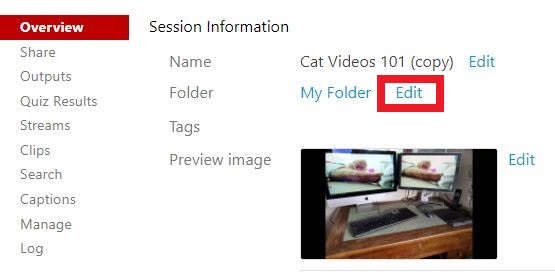 Overview
Share
Outputs
Quiz Results
Streams
Clips
Search
Captions
Manage
Log
Session Information
Name Cat Videos 101 (copy) Edit
Folder My Folder Edit
Tags
Preview image Edit